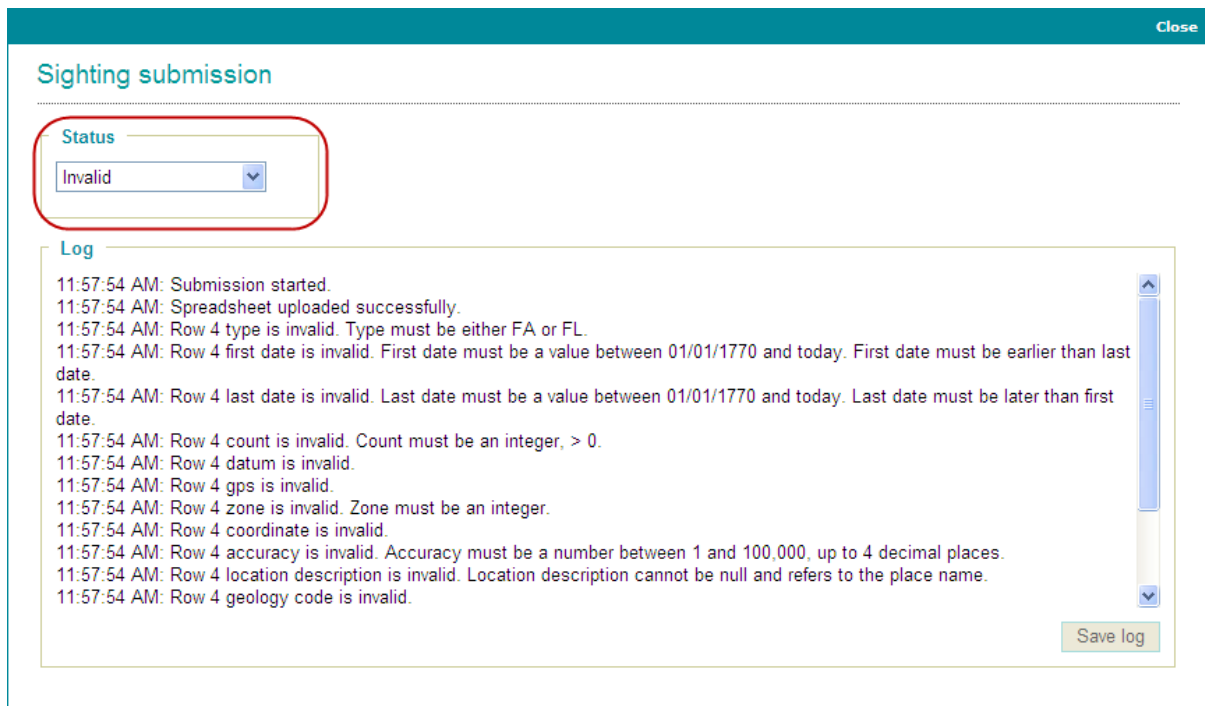 Close
Sighting submission
Status
Invalid
Log
11:57:54 AM: Submission started.
11:57:54 AM: Spreadsheet uploaded successfully.
11:57:54 AM: Row 4 type is invalid. Type must be either FA or FL.
11:57:54 AM: Row 4 first date is invalid. First date must be a value between 01/01/1770 and today. First date must be earlier than last
date.
11:57:54 AM: Row 4 last date is invalid. Last date must be a value between 01/01/1770 and today. Last date must be later than first
date.
11:57:54 AM: Row 4 count is invalid. Count must be an integer, > 0.
11:57:54 AM: Row 4 datum is invalid.
11:57:54 AM: Row 4 gps is invalid.
11:57:54 AM: Row 4 zone is invalid. Zone must be an integer.
11:57:54 AM: Row 4 coordinate is invalid.
11:57:54 AM: Row 4 accuracy is invalid. Accuracy must be a number between 1 and 100,000, up to 4 decimal places.
11:57:54 AM: Row 4 location description is invalid. Location description cannot be null and refers to the place name.
11:57:54 AM: Row 4 geology code is invalid.
Save log